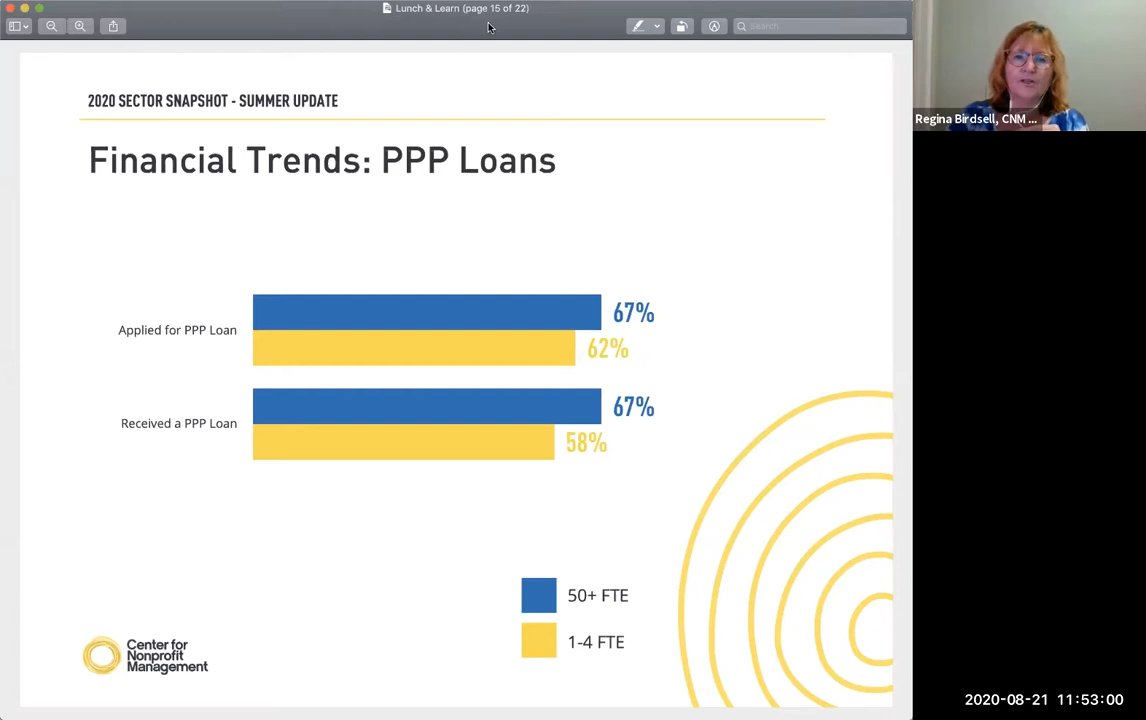 Lunch & Learn (page 15 of 22)
Search
Regina Birdsell, CNM ...
2020 SECTOR SNAPSHOT - SUMMER UPDATE
Financial Trends: PPP Loans
Applied for PPP Loan
67%
62%
Received a PPP Loan
67%
58%
50+ FTE
1-4 FTE
Center for
Nonprofit
Management
2020-08-21 11:53:00